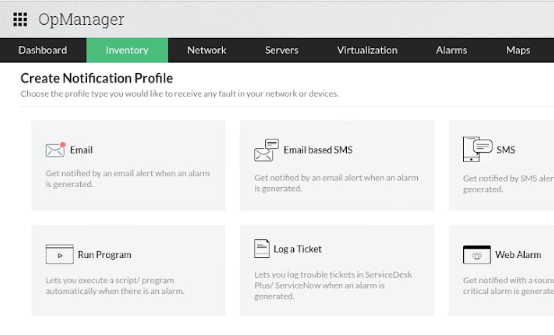 OpManager
Dashboard Inventory Network Servers Virtualization Alarms Maps
Create Notification Profile
Choose the profile type you would like to receive any fault in your network or devices.
Email
Get notified by an email alert when an alarm
is generated.
Email based SMS
Get notified by an email alert when an alarm
is generated.
SMS
Get notified by SMS aler
generated.
Run Program
Lets you execute a script/ program
automatically when there is an alarm.
Log a Ticket
Lets you log trouble tickets in ServiceDesk
Plus/ ServiceNow when an alarm is
generated.
Web Alarm
Get notified with a soun
critical alarm is generate